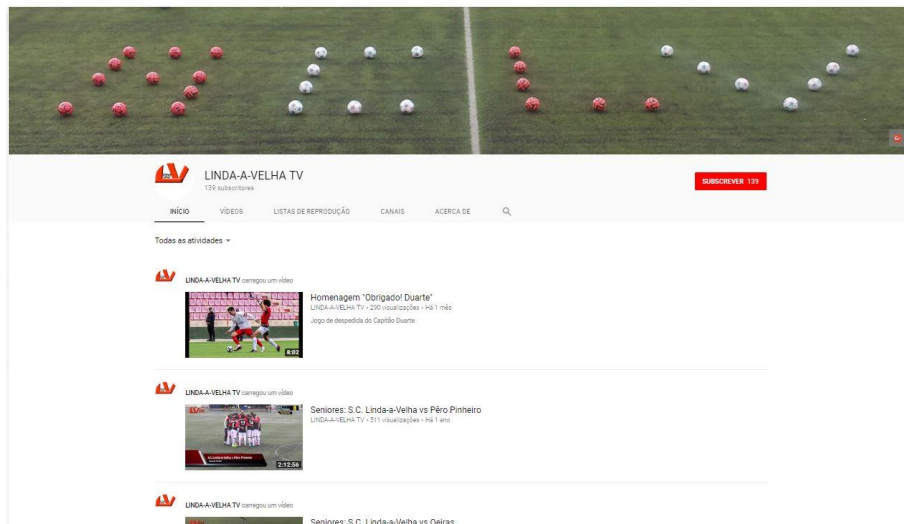 SCLV
LV
LINDA-A-VELHA TV
139 subscritores
SUBSCREVER 139
INÍCIO VÍDEOS LISTAS DE REPRODUÇÃO CANAIS ACERCA DE
Todas as atividades
LINDA-A-VELHA TV carregou um vídeo
Homenagem "Obrigado! Duarte"
LINDA-A-VELHA TV • 290 visualizações • Há 1 mês
Jogo de despedida do Capitão Duarte
8:02
LINDA-A-VELHA TV carregou um vídeo
Seniores: S.C. Linda-a-Velha vs Pêro Pinheiro
LINDA-A-VELHA TV • 511 visualizações • Há 1 ano
2:12:56
LINDA-A-VELHA TV carregou um vídeo
Seniores: S.C. Linda-a-Velha vs Oeiras